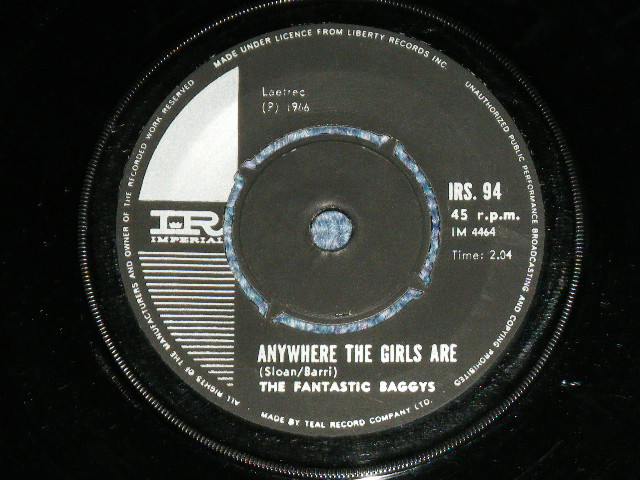 MADE UNDER LICENCE FROM LIBERTY RECORDS INC.
UNAUTHORIZED PUBLIC PERFORMANCE BROADCASTING AND COPYING PROHIBITED
ALL RIGHTS OF THE MANUFACTURERS AND OWNER OF THE RECORDED WORK RESERVED
Laetrec
(P) 1966
IR
IMPERIAL
IRS. 94
45 r.p.m.
IM 4464
Time: 2.04
ANYWHERE THE GIRLS ARE
(Sloan/Barri)
THE FANTASTIC BAGGYS
MADE BY TEAL RECORD COMPANY LTD.